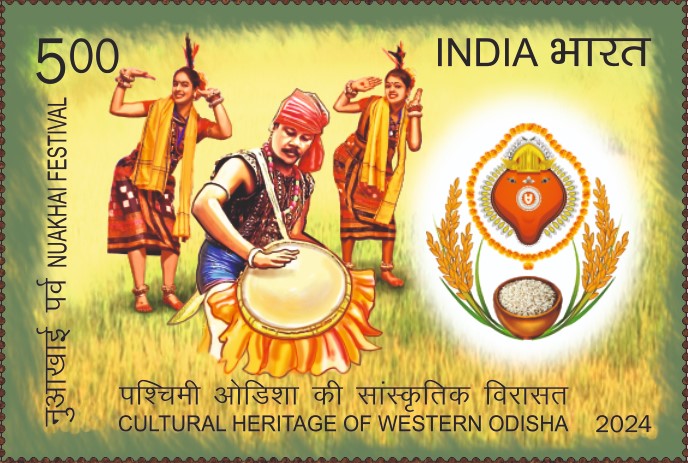 5.00
INDIA भारत
नुआखाई पर्व NUAKHAI FESTIVAL
पश्चिमी ओडिशा की सांस्कृतिक विरासत
CULTURAL HERITAGE OF WESTERN ODISHA 2024